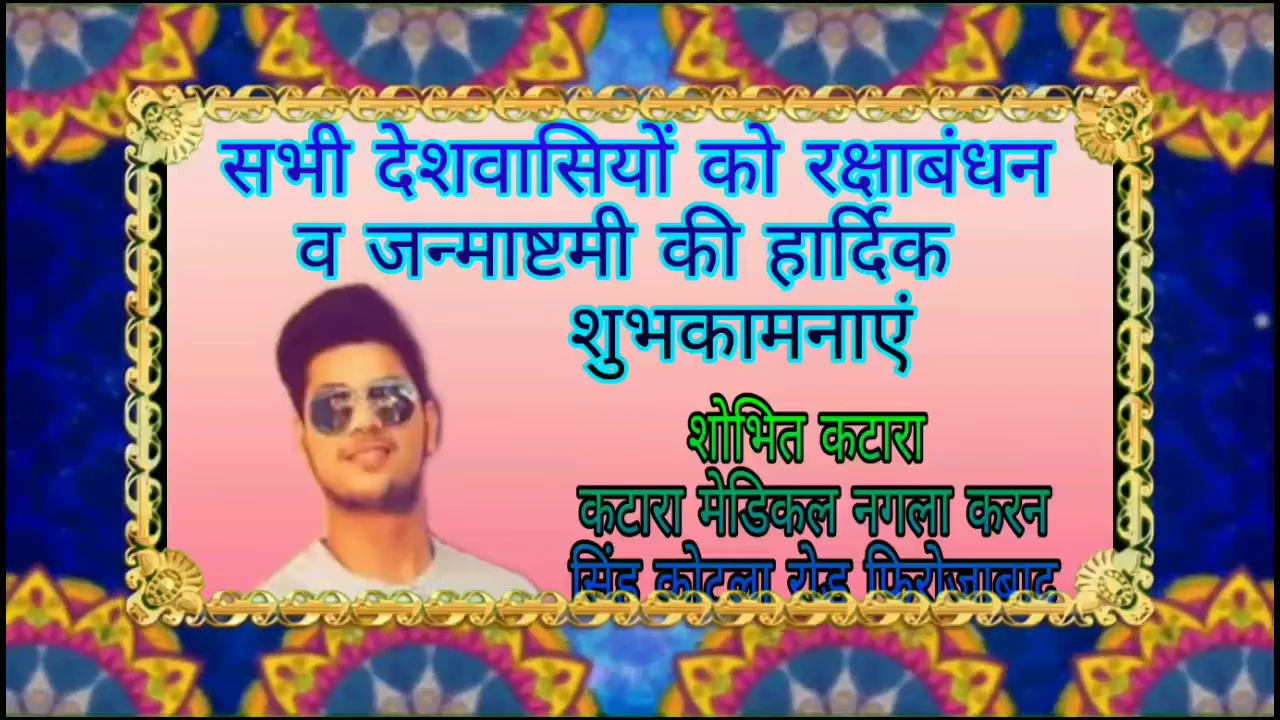 सभी देशवासियों को रक्षाबंधन
व जन्माष्टमी की हार्दिक
शुभकामनाएं
शोभित कटारा
कटारा मेडिकल नगला करन
सिंह कोटला रोड फिरोजाबाद